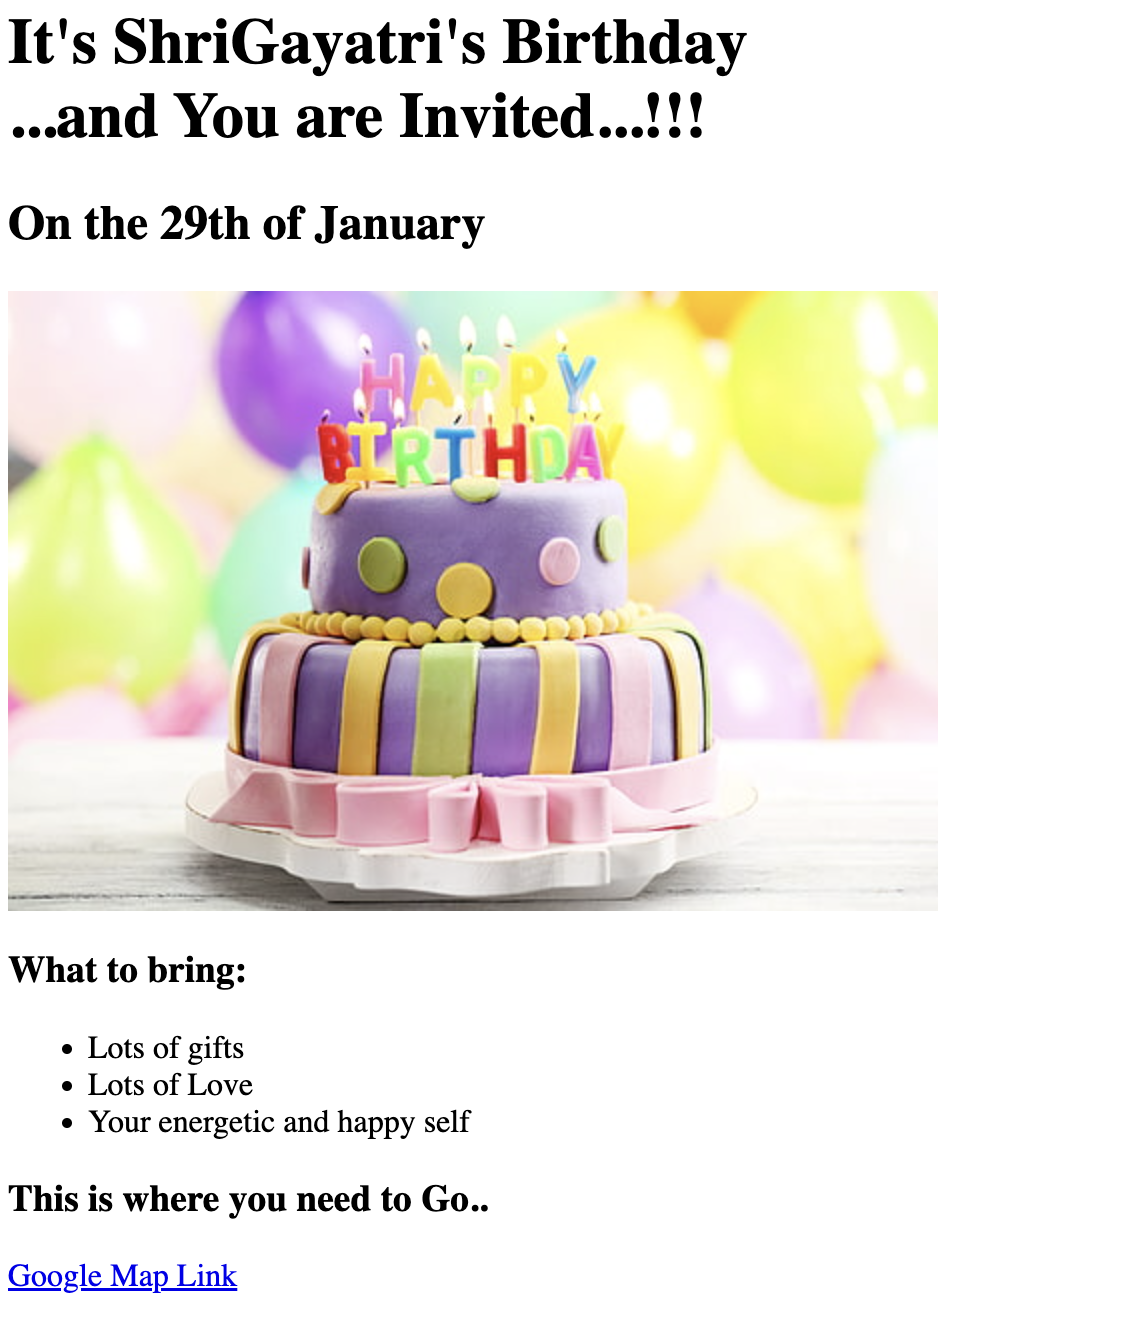 It's ShriGayatri's Birthday
...and You are Invited...!!!
On the 29th of January
HAPPY
BIRTHDAY
What to bring:
Lots of gifts
Lots of Love
Your energetic and happy self
This is where you need to Go..
Google Map Link